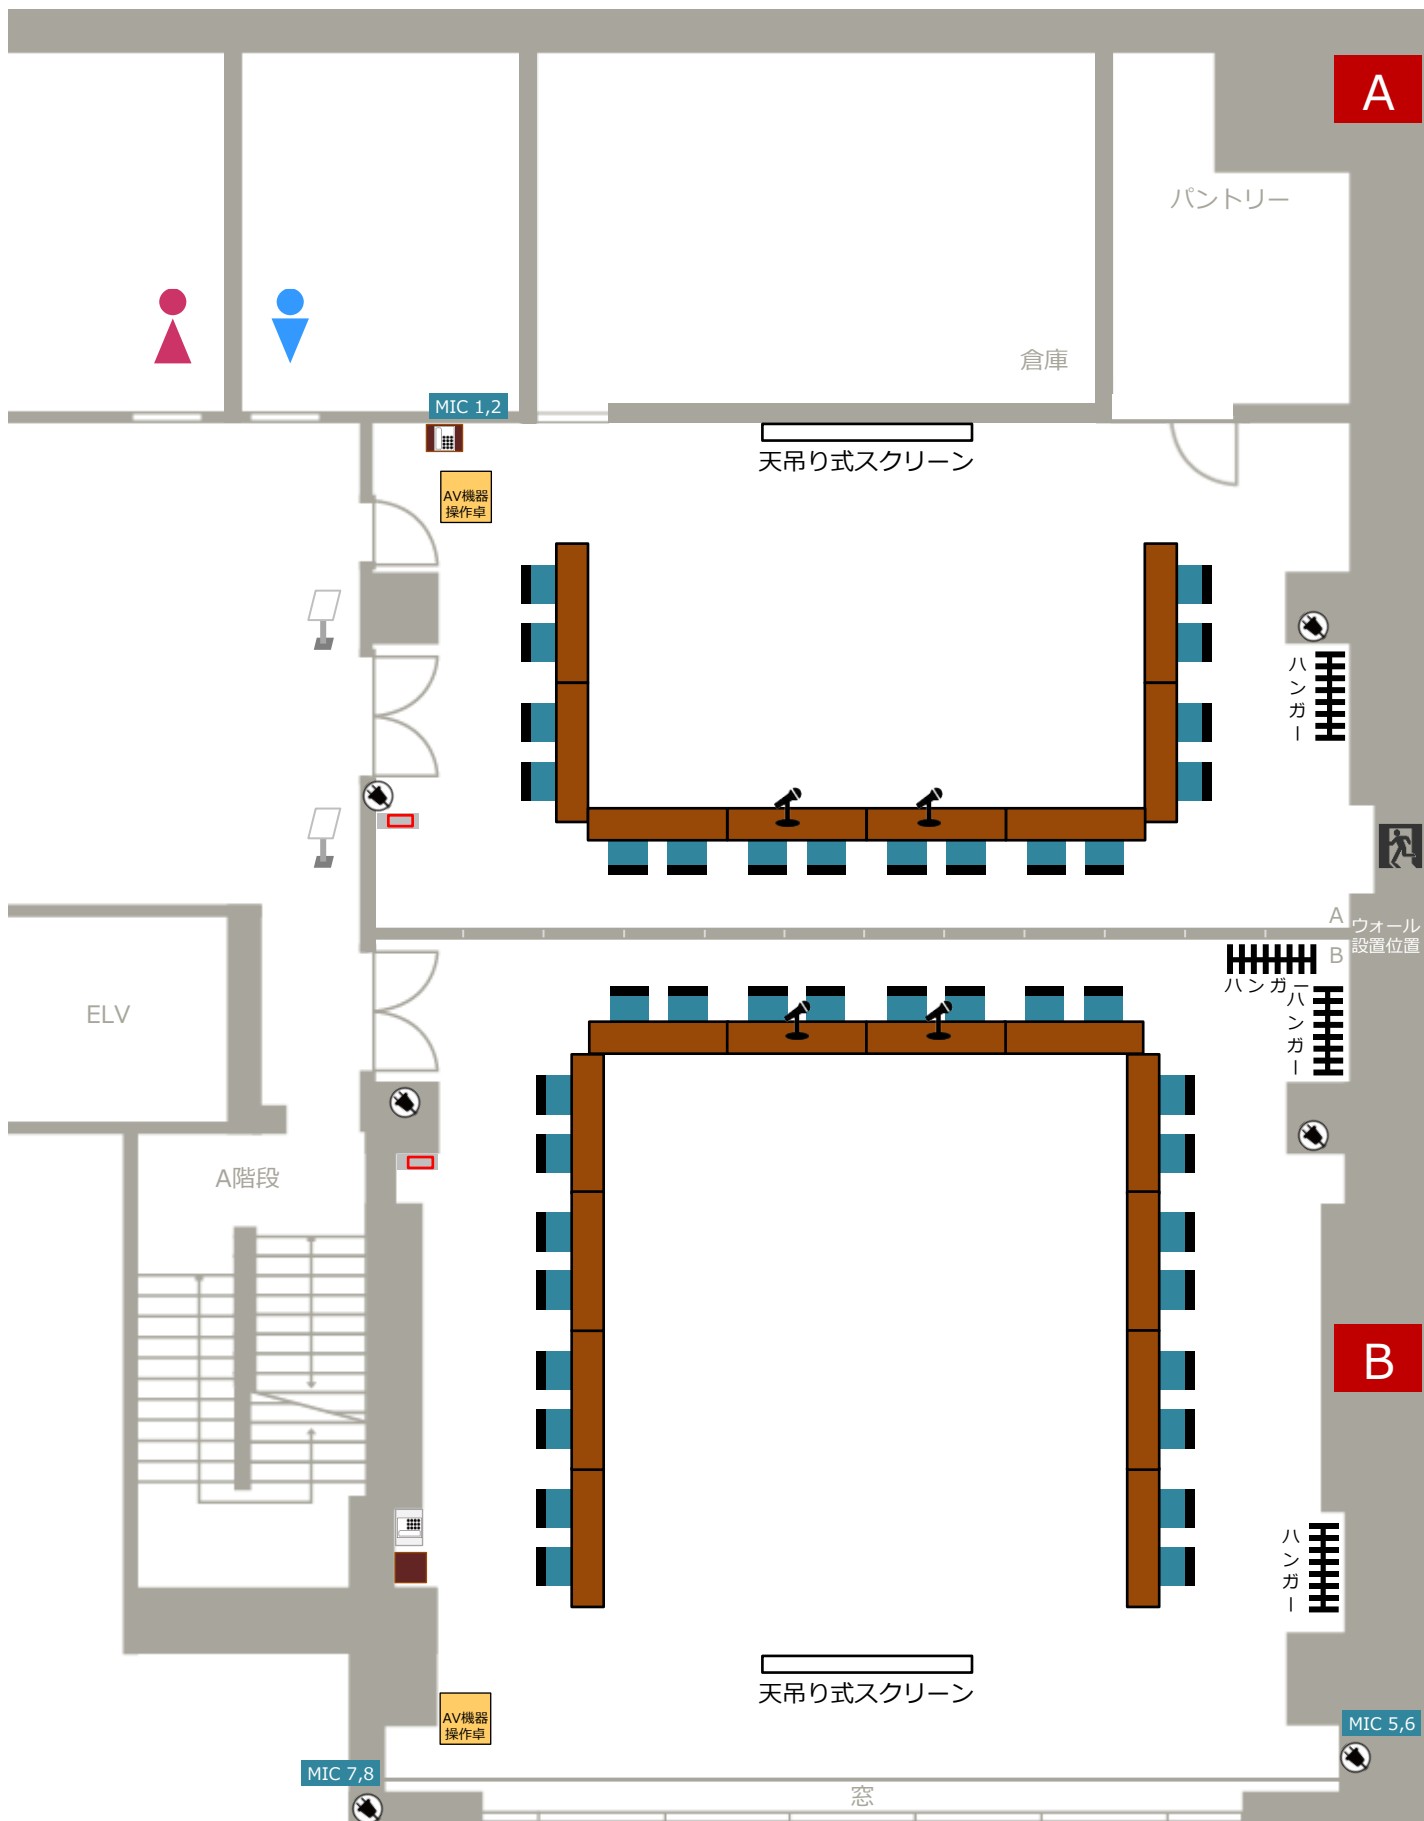 A
パントリー
倉庫
MIC 1,2
天吊り式スクリーン
AV機器
操作卓
ハンガー
A
ウォール
設置位置
B
ハンガー
ハンガー
ELV
A階段
B
ハンガー
天吊り式スクリーン
AV機器
操作卓
MIC 5,6
MIC 7,8
窓